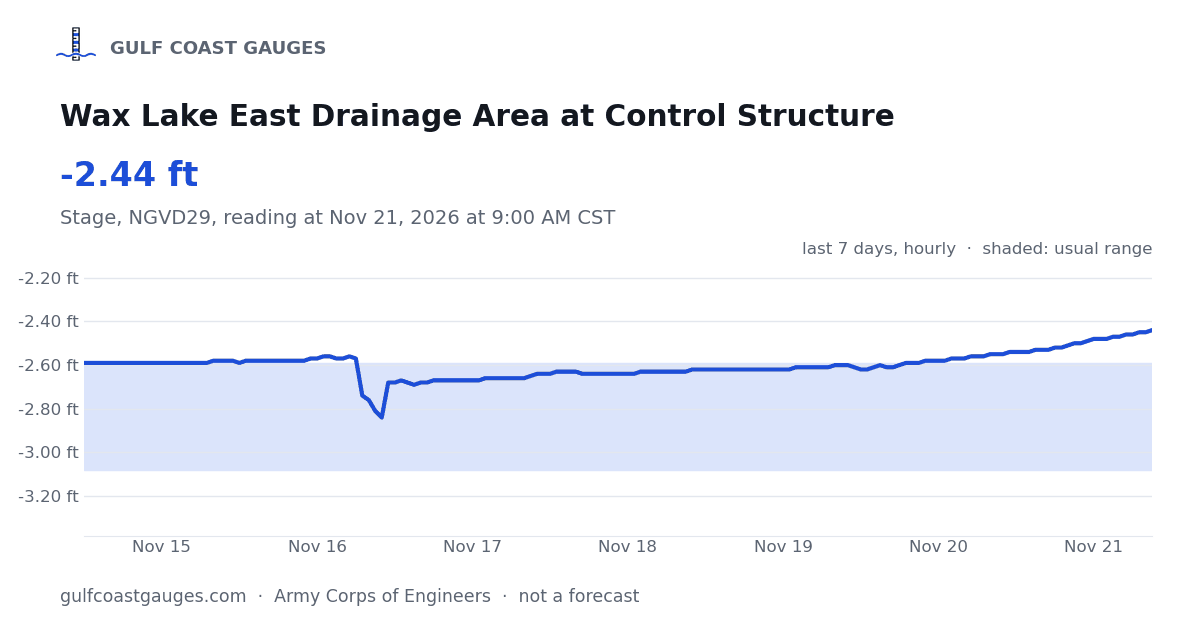 GULF COAST GAUGES
Wax Lake East Drainage Area at Control Structure
-2.44 ft
Stage, NGVD29, reading at Nov 21, 2026 at 9:00 AM CST
last 7 days, hourly · shaded: usual range
-2.20 ft
-2.40 ft
-2.60 ft
-2.80 ft
-3.00 ft
-3.20 ft
Nov 15 Nov 16 Nov 17 Nov 18 Nov 19 Nov 20 Nov 21
gulfcoastgauges.com · Army Corps of Engineers · not a forecast